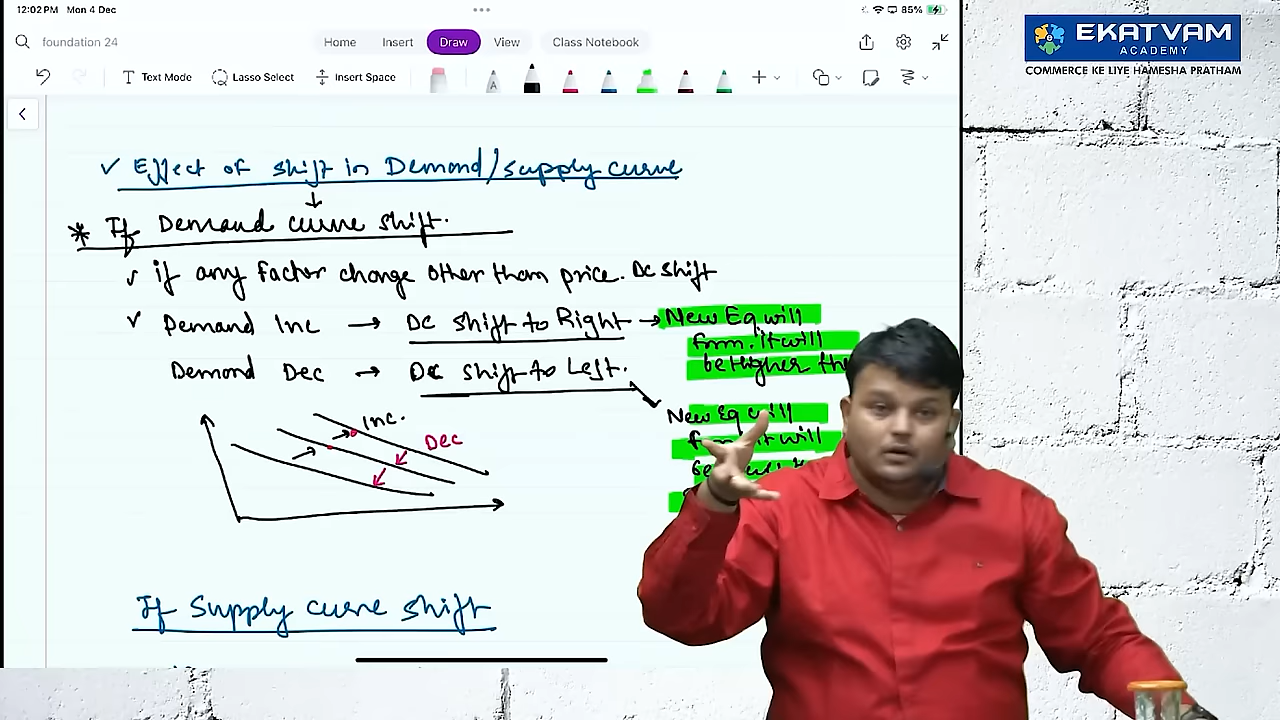 12:02 PM Mon 4 Dec
85%
foundation 24
Home Insert Draw View Class Notebook
Text Mode Lasso Select Insert Space
EKATVAM
ACADEMY
COMMERCE KE LIYE HAMESHA PRATHAM
Effect of shift in Demand/supply curve
* If Demand curve shift.
if any factor change other than price. DC shift
Demand Inc → DC shift to Right → New Eq will
form. it will
be Higher
Demand Dec → DC shift to Left.
New Eq will
it will
Inc.
Dec
If Supply curve shift